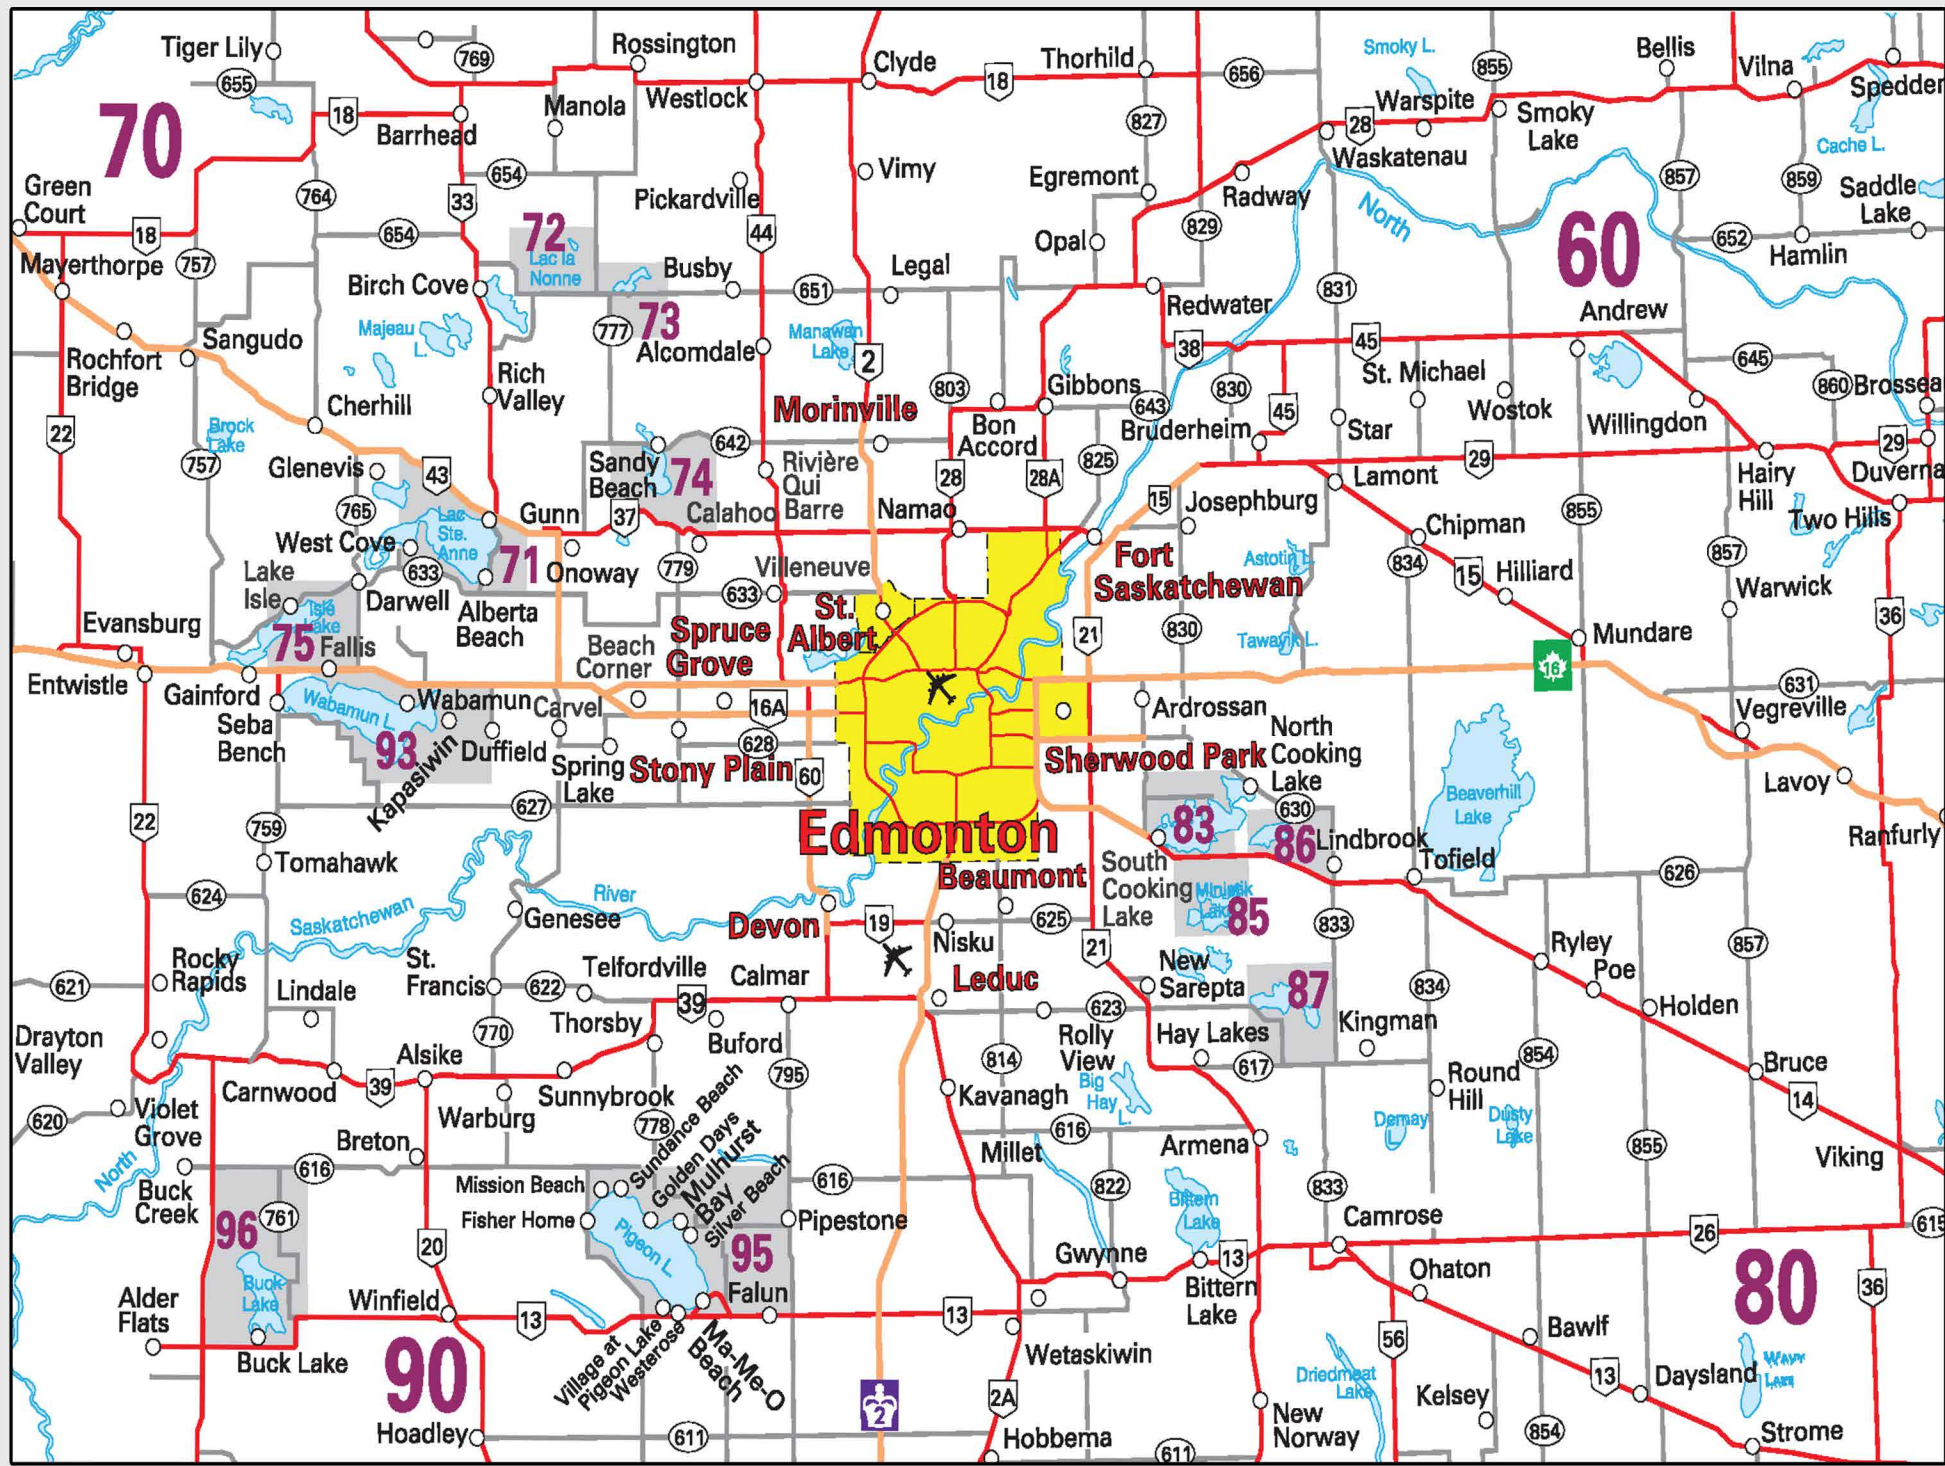 Tiger Lily
655
769
Rossington
Clyde
Thorhild
18
656
Smoky L.
855
Bellis
Vilna
Spedden
70
18
Barrhead
Manola
Westlock
827
28
Warspite
Smoky
Lake
Waskatenau
Cache L.
654
Vimy
Egremont
Radway
857
859
Saddle
Lake
Green
Court
764
33
Pickardville
North
18
654
72
Lac la
Nonne
44
Opal
829
60
652
Hamlin
Mayerthorpe
757
Birch Cove
Busby
651
Legal
Redwater
831
Andrew
Majeau
L.
777
73
Alcomdale
Manawan
Lake
2
38
45
645
Sangudo
Rochfort
Bridge
Rich
Valley
803
Gibbons
643
830
45
St. Michael
Wostok
860
Brossea
Cherhill
Morinville
Bon
Accord
Bruderheim
Star
Willingdon
22
Brock
Lake
757
Glenevis
43
642
Sandy
Beach
74
Rivière
Qui
Barre
28
28A
825
29
Lamont
Hairy
Hill
29
Duverna
765
Lac
Ste.
Anne
Gunn
37
Calahoo
Namao
15
Josephburg
855
Chipman
Two Hills
West Cove
633
71
Onoway
779
Villeneuve
Fort
Saskatchewan
Astotin L.
834
15
Hilliard
857
Warwick
Lake
Isle
Isle
Lake
Darwell
Alberta
Beach
633
St.
Albert
21
830
Tawayik L.
Mundare
36
Evansburg
75
Fallis
Beach
Corner
Spruce
Grove
16
Entwistle
Gainford
Seba
Bench
Wabamun L.
Wabamun
Carvel
16A
Ardrossan
631
Vegreville
93
Kapasiwin
Duffield
Spring
Lake
628
Stony Plain
60
Sherwood Park
North
Cooking
Lake
Beaverhill
Lake
Lavoy
22
759
627
Edmonton
83
630
86
Lindbrook
Tofield
Ranfurly
Tomahawk
Beaumont
South
Cooking
Lake
Ministik
Lake
85
626
624
Saskatchewan
River
Genesee
Devon
19
Nisku
625
21
833
857
Rocky
Rapids
St.
Francis
622
Telfordville
Calmar
Leduc
New
Sarepta
87
834
Ryley
Poe
Holden
621
Lindale
39
Thorsby
Buford
623
Rolly
View
Hay Lakes
Kingman
Drayton
Valley
770
Alsike
795
814
617
854
Bruce
Carnwood
39
Warburg
Sunnybrook
Kavanagh
Big
Hay
L.
Round
Hill
14
620
Violet
Grove
778
Sundance Beach
Golden Days
Mulhurst
Bay
Silver Beach
616
Armena
Dusty
Lake
855
Viking
North
Breton
616
Millet
822
Buck
Creek
Mission Beach
616
Bittern
Lake
833
Camrose
96
761
Fisher Home
Pigeon L.
Pipestone
26
615
20
95
Gwynne
13
Bittern
Lake
Ohaton
80
36
Buck
Lake
Alder
Flats
Winfield
13
Falun
13
56
Bawlf
Buck Lake
90
Village at
Pigeon Lake
Westerose
Ma-Me-O
Beach
Wetaskiwin
Driedmeat
Lake
13
Daysland
Wavy
Lake
2
2A
Kelsey
Hoadley
611
Hobbema
611
New
Norway
854
Strome